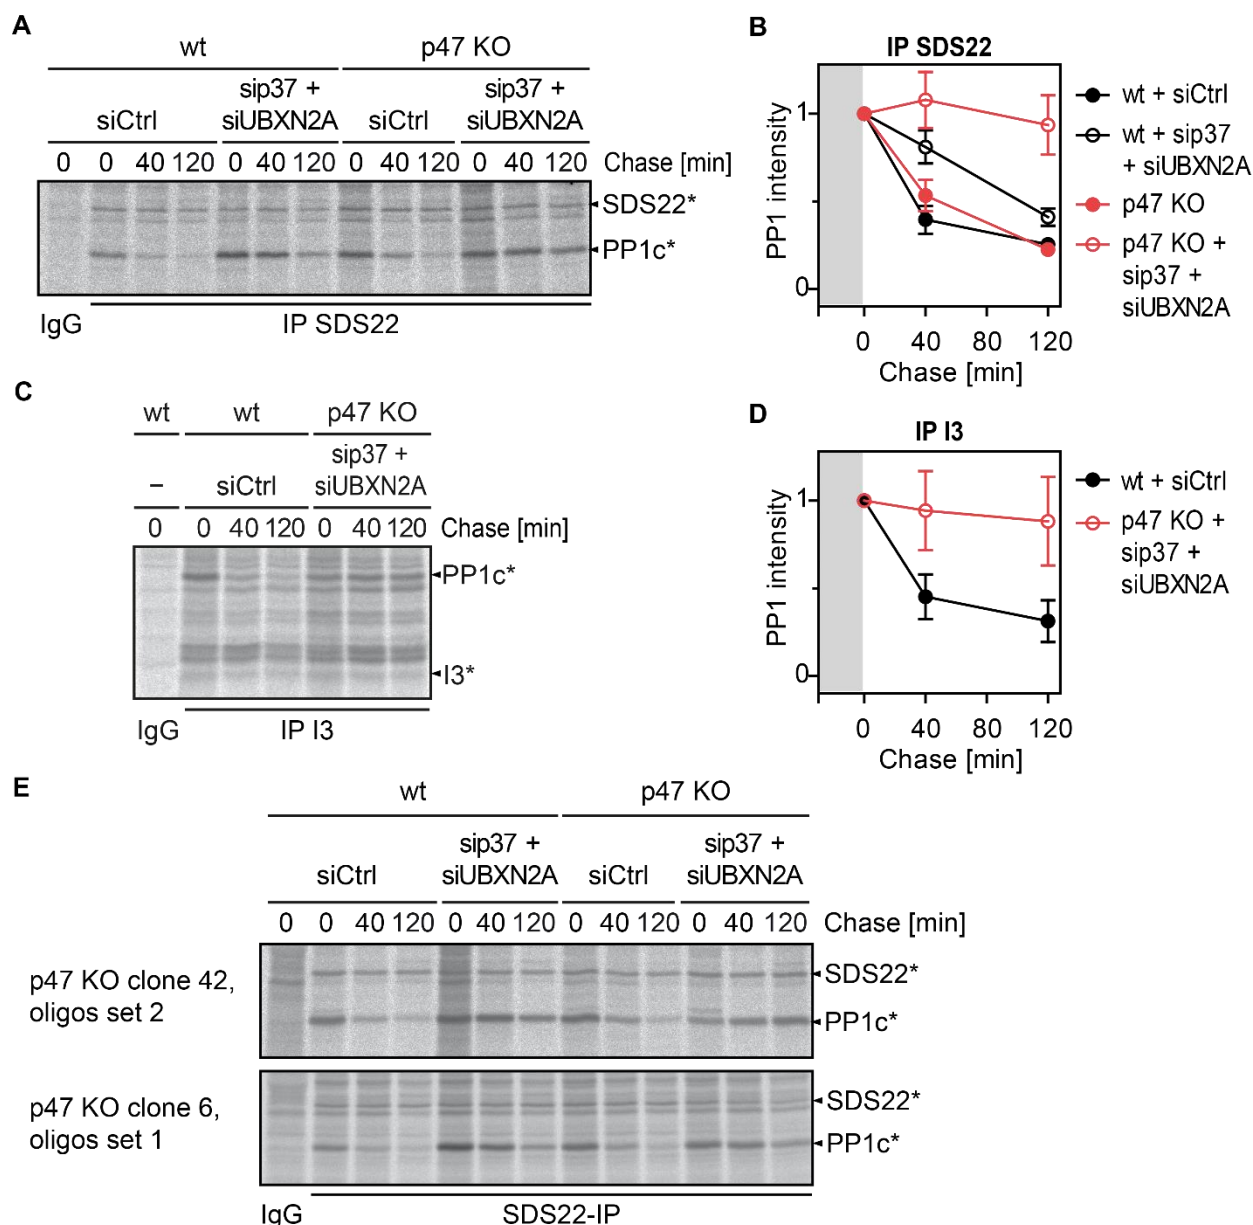 A
wt
p47 KO
sip37 +
sip37 +
siCtrl
siUBXN2A
siCtrl
siUBXN2A
0 0 40 120 0 40 120 0 40 120 0 40 120 Chase [min]
SDS22*
PP1c*
IgG
IP SDS22
B
IP SDS22
PP1 intensity
1
0
0 40 80 120
Chase [min]
wt + siCtrl
wt + sip37
+ siUBXN2A
p47 KO
p47 KO +
sip37 +
siUBXN2A
C
wt
wt
p47 KO
sip37 +
–
siCtrl
siUBXN2A
0 0 40 120 0 40 120 Chase [min]
PP1c*
I3*
IgG
IP I3
D
IP I3
PP1 intensity
1
0
0 40 80 120
Chase [min]
wt + siCtrl
p47 KO +
sip37 +
siUBXN2A
E
wt
p47 KO
sip37 +
sip37 +
siCtrl
siUBXN2A
siCtrl
siUBXN2A
0 0 40 120 0 40 120 0 40 120 0 40 120 Chase [min]
p47 KO clone 42,
oligos set 2
SDS22*
PP1c*
p47 KO clone 6,
oligos set 1
SDS22*
PP1c*
IgG
SDS22-IP